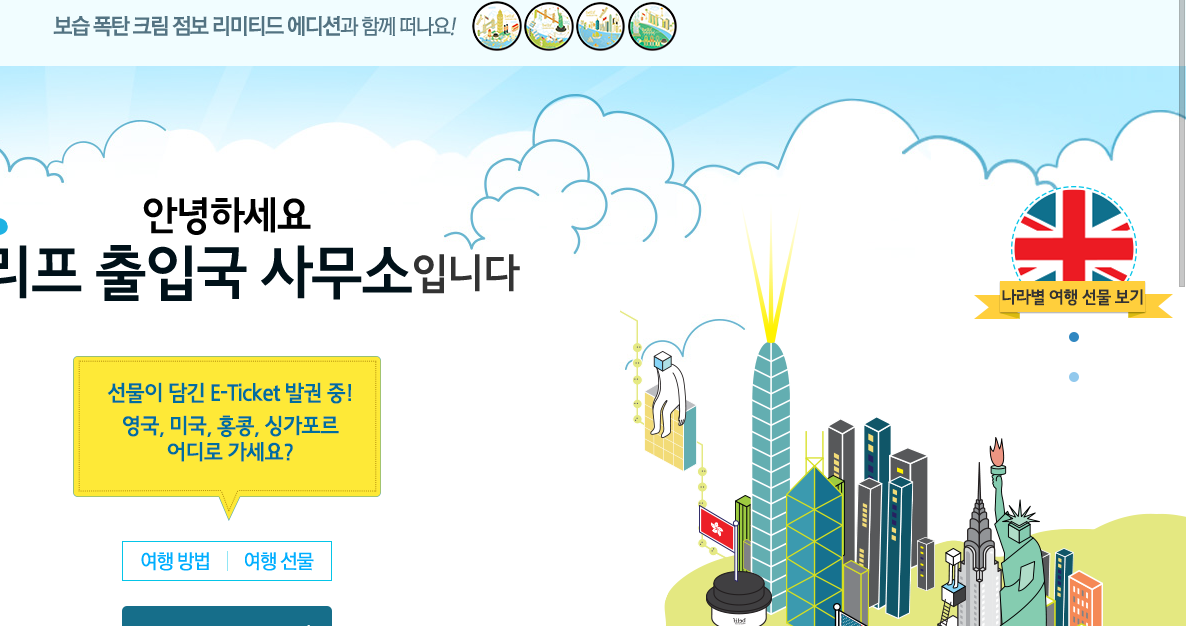 보습 폭탄 크림 점보 리미티드 에디션과 함께 떠나요!
안녕하세요
리프 출입국 사무소입니다
나라별 여행 선물 보기
선물이 담긴 E-Ticket 발권 중!
영국, 미국, 홍콩, 싱가포르
어디로 가세요?
여행 방법
여행 선물